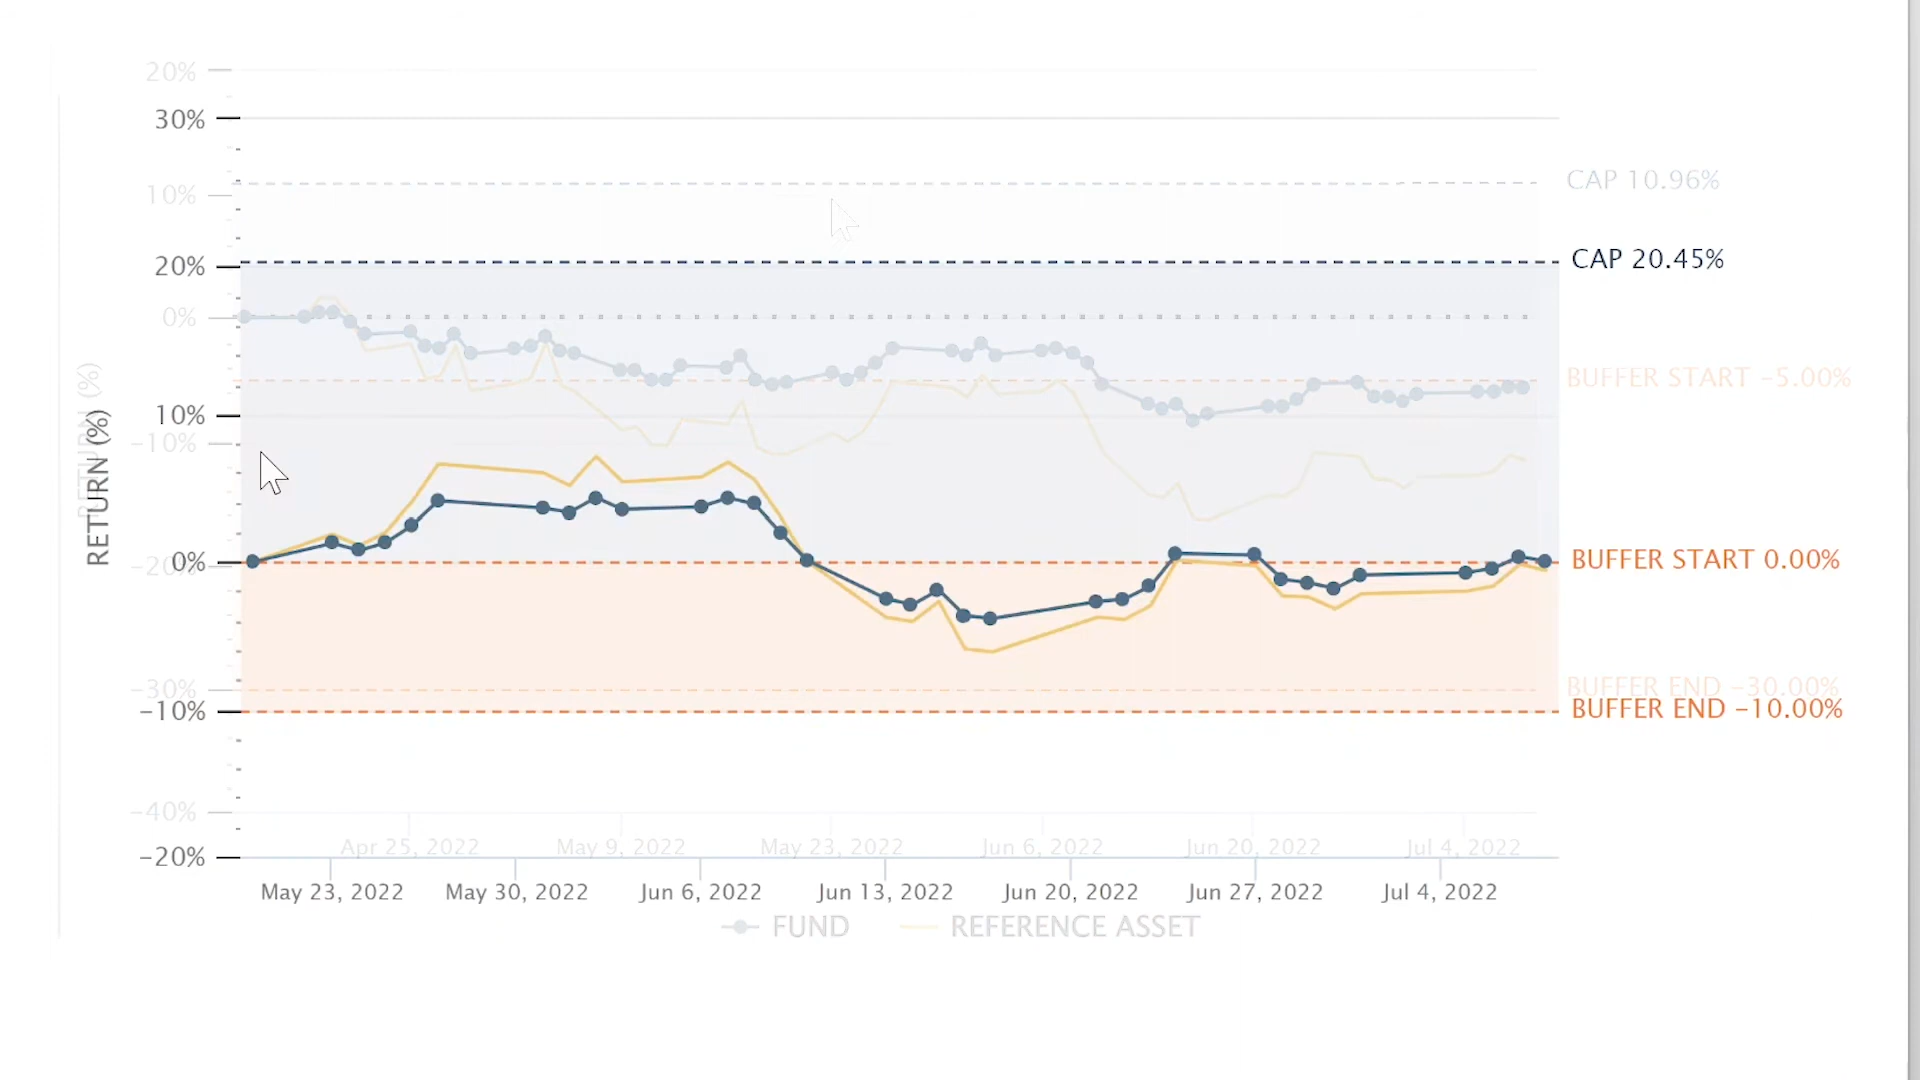 20%
30%
10%
CAP 10.96%
20%
CAP 20.45%
0%
BUFFER START −5.00%
10%
−10%
RETURN (%)
RETURN (%)
0%
−20%
BUFFER START 0.00%
−30%
BUFFER END −30.00%
−10%
BUFFER END −10.00%
−40%
Apr 25, 2022 May 9, 2022 May 23, 2022 Jun 6, 2022 Jun 20, 2022 Jul 4, 2022
−20%
May 23, 2022 May 30, 2022 Jun 6, 2022 Jun 13, 2022 Jun 20, 2022 Jun 27, 2022 Jul 4, 2022
FUND REFERENCE ASSET